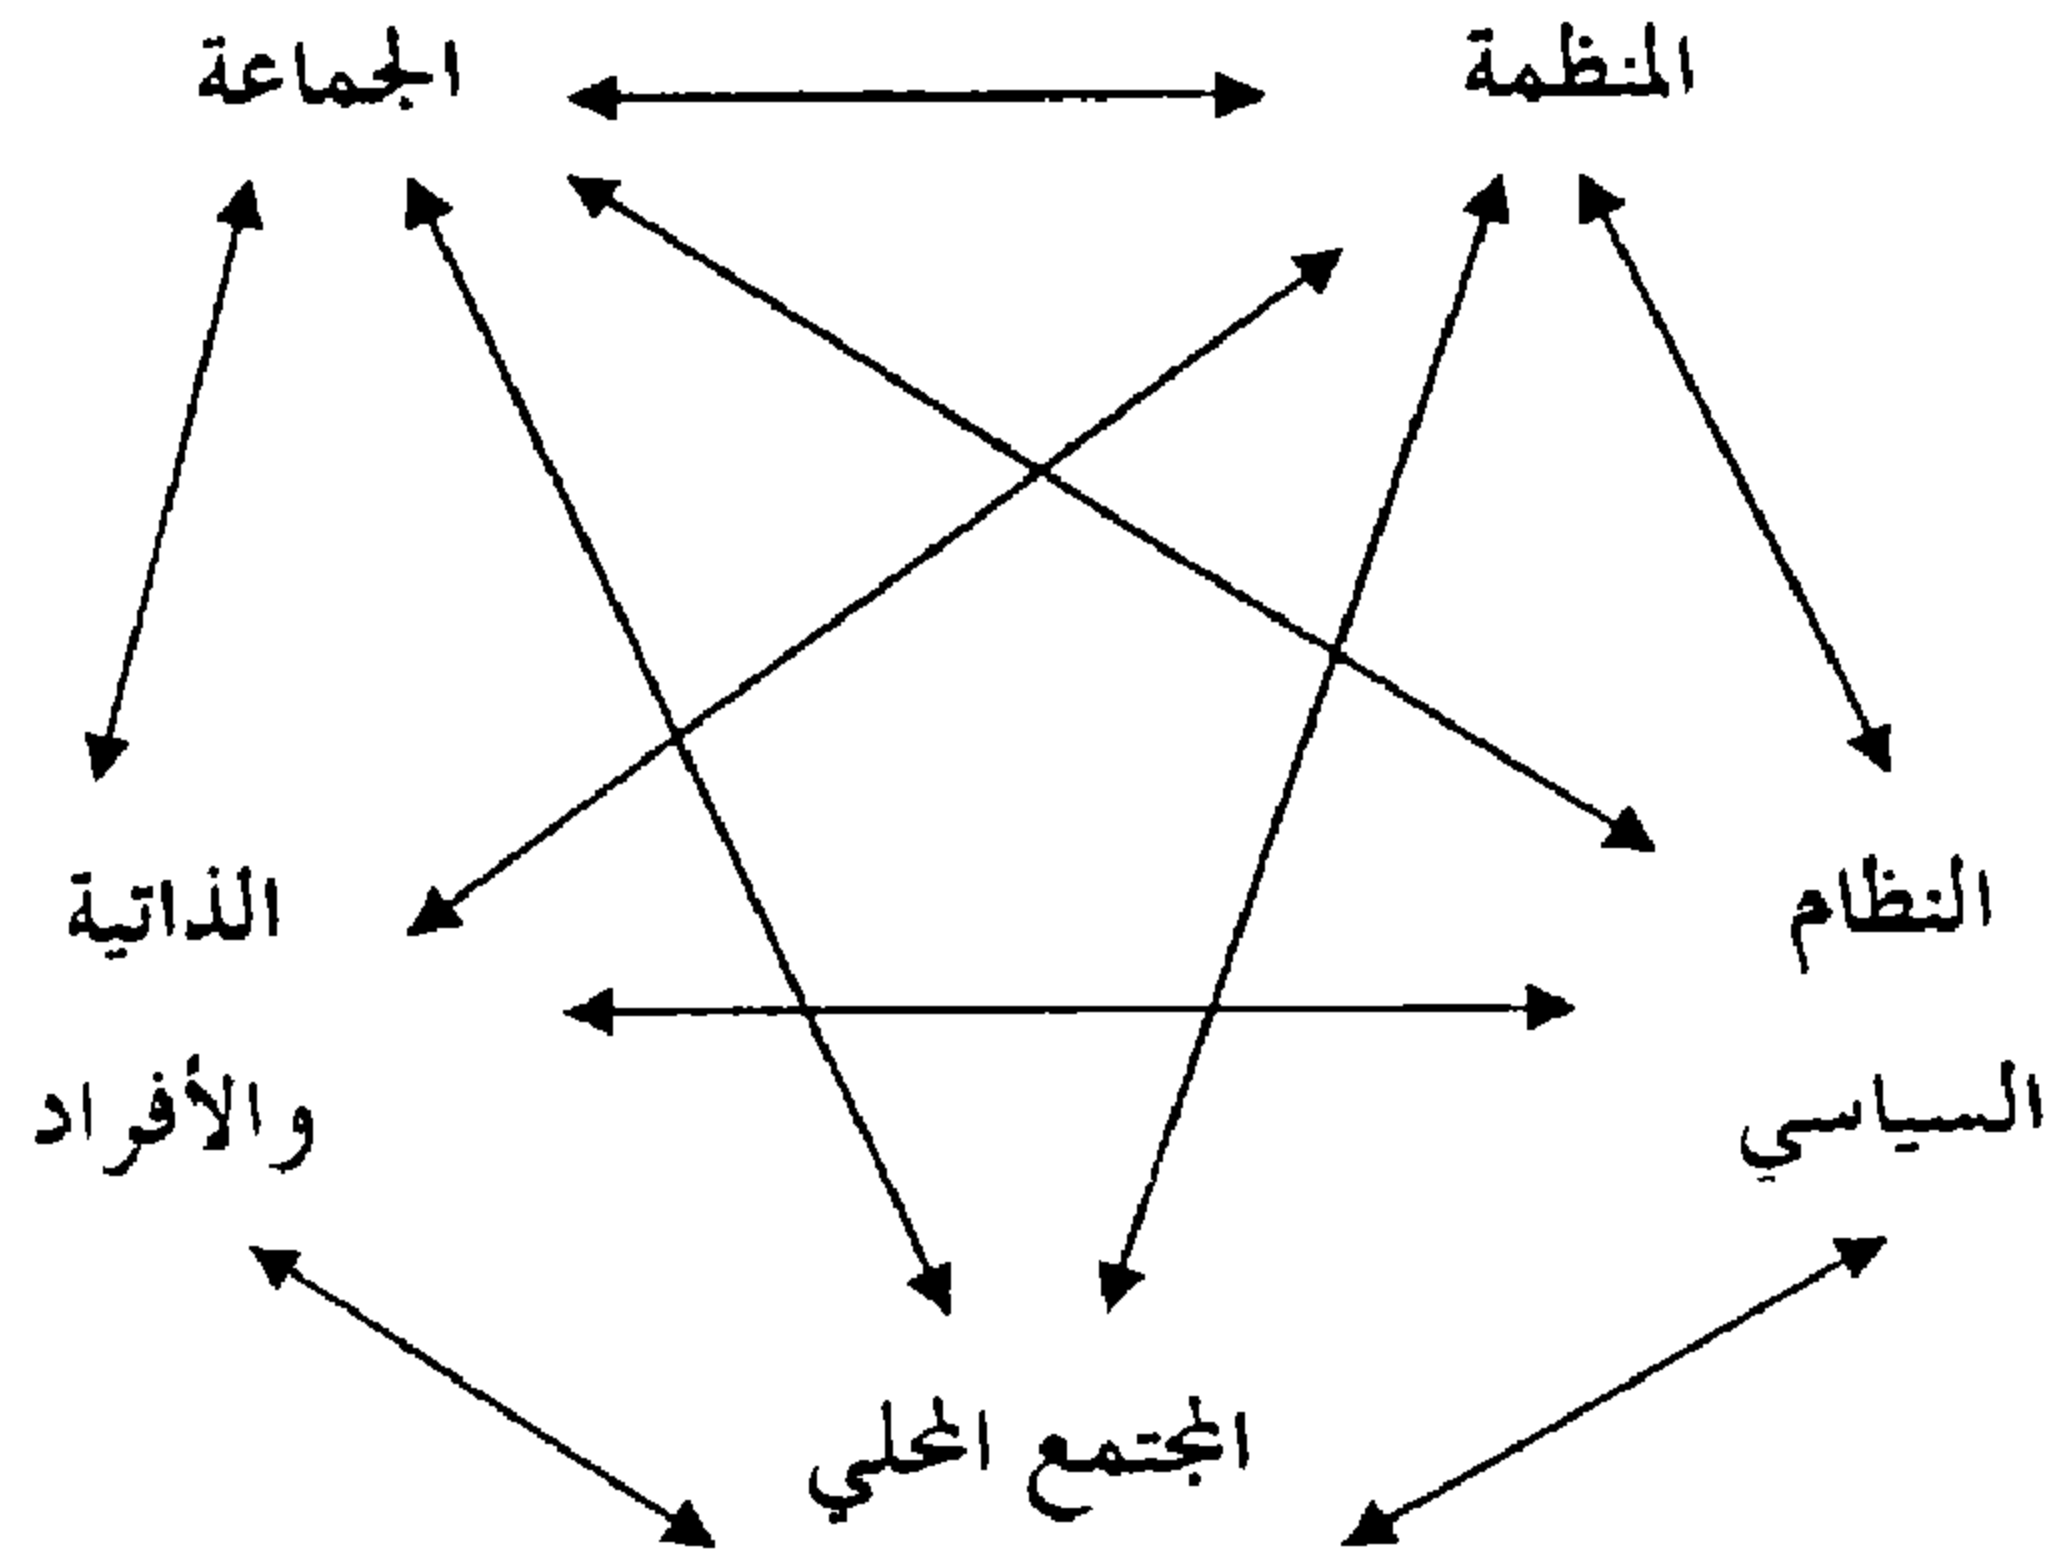 المنظمة
الجماعة
النظام
السياسي
الذاتية
والأفراد
المجتمع المحلي